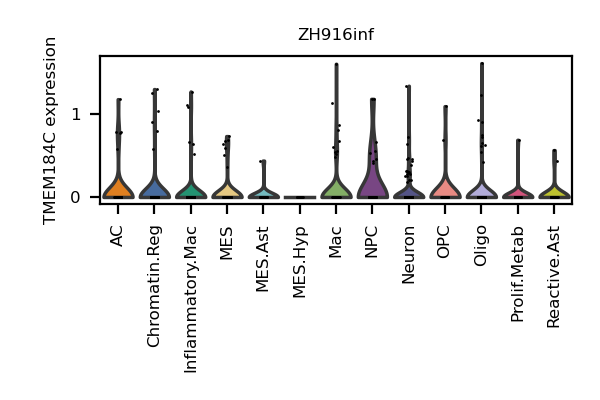 ZH916inf
TMEM184C expression
1
0
AC
Chromatin.Reg
Inflammatory.Mac
MES
MES.Ast
MES.Hyp
Mac
NPC
Neuron
OPC
Oligo
Prolif.Metab
Reactive.Ast